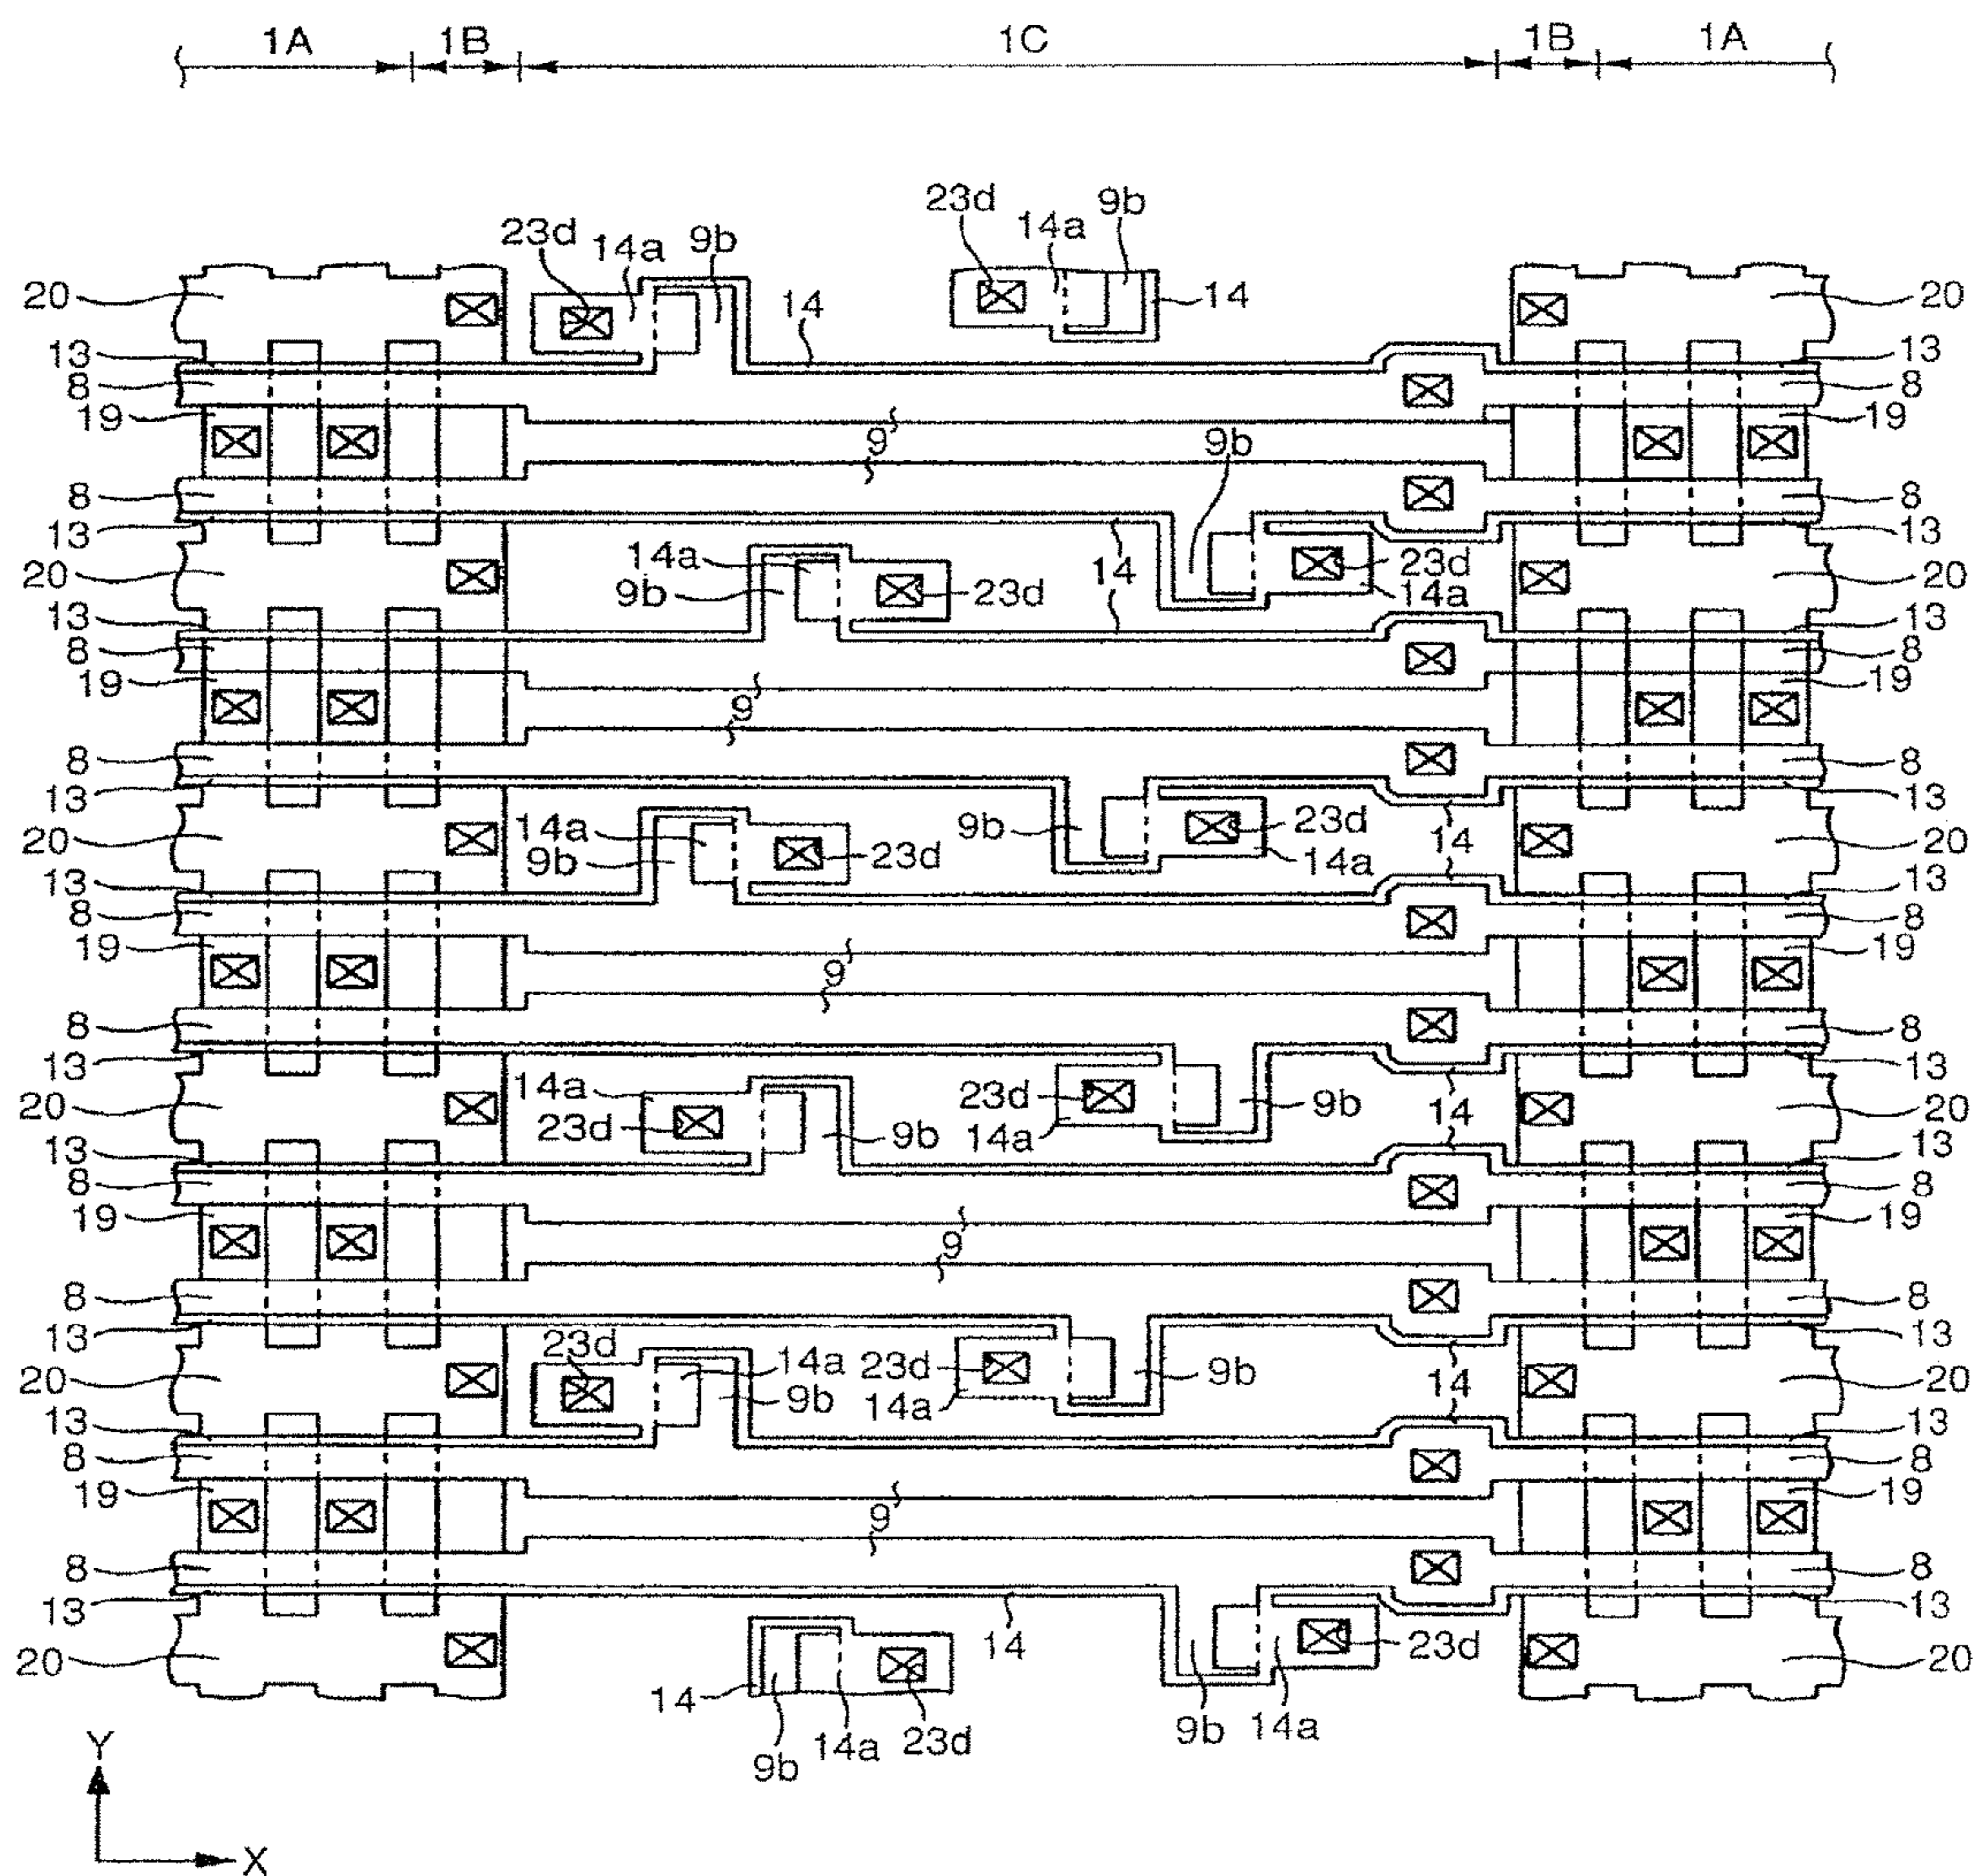 1A 1B 1C 1B 1A
23d 14a 9b 23d 14a 9b
20 14 14 20
13 13
8 8
19 9 9b 19
8 8
13 13
14a 14 23d
20 9b 23d 14a 20
13 13
8 8
19 19
9
8 8
13 13
20 14a 9b 23d 9b 23d 14a 14 20
13 13
8 8
19 9 19
8 8
13 13
14a 23d 9b 14
20 23d 9b 14a 20
13 13
8 8
19 9 19
8 8
13 13
23d 14a 23d 9b 14
20 9b 14a 20
13 13
8 8
19 9 19
8 8
13 13
20 14 23d 20
14 9b 14a
9b 14a 23d
Y
X